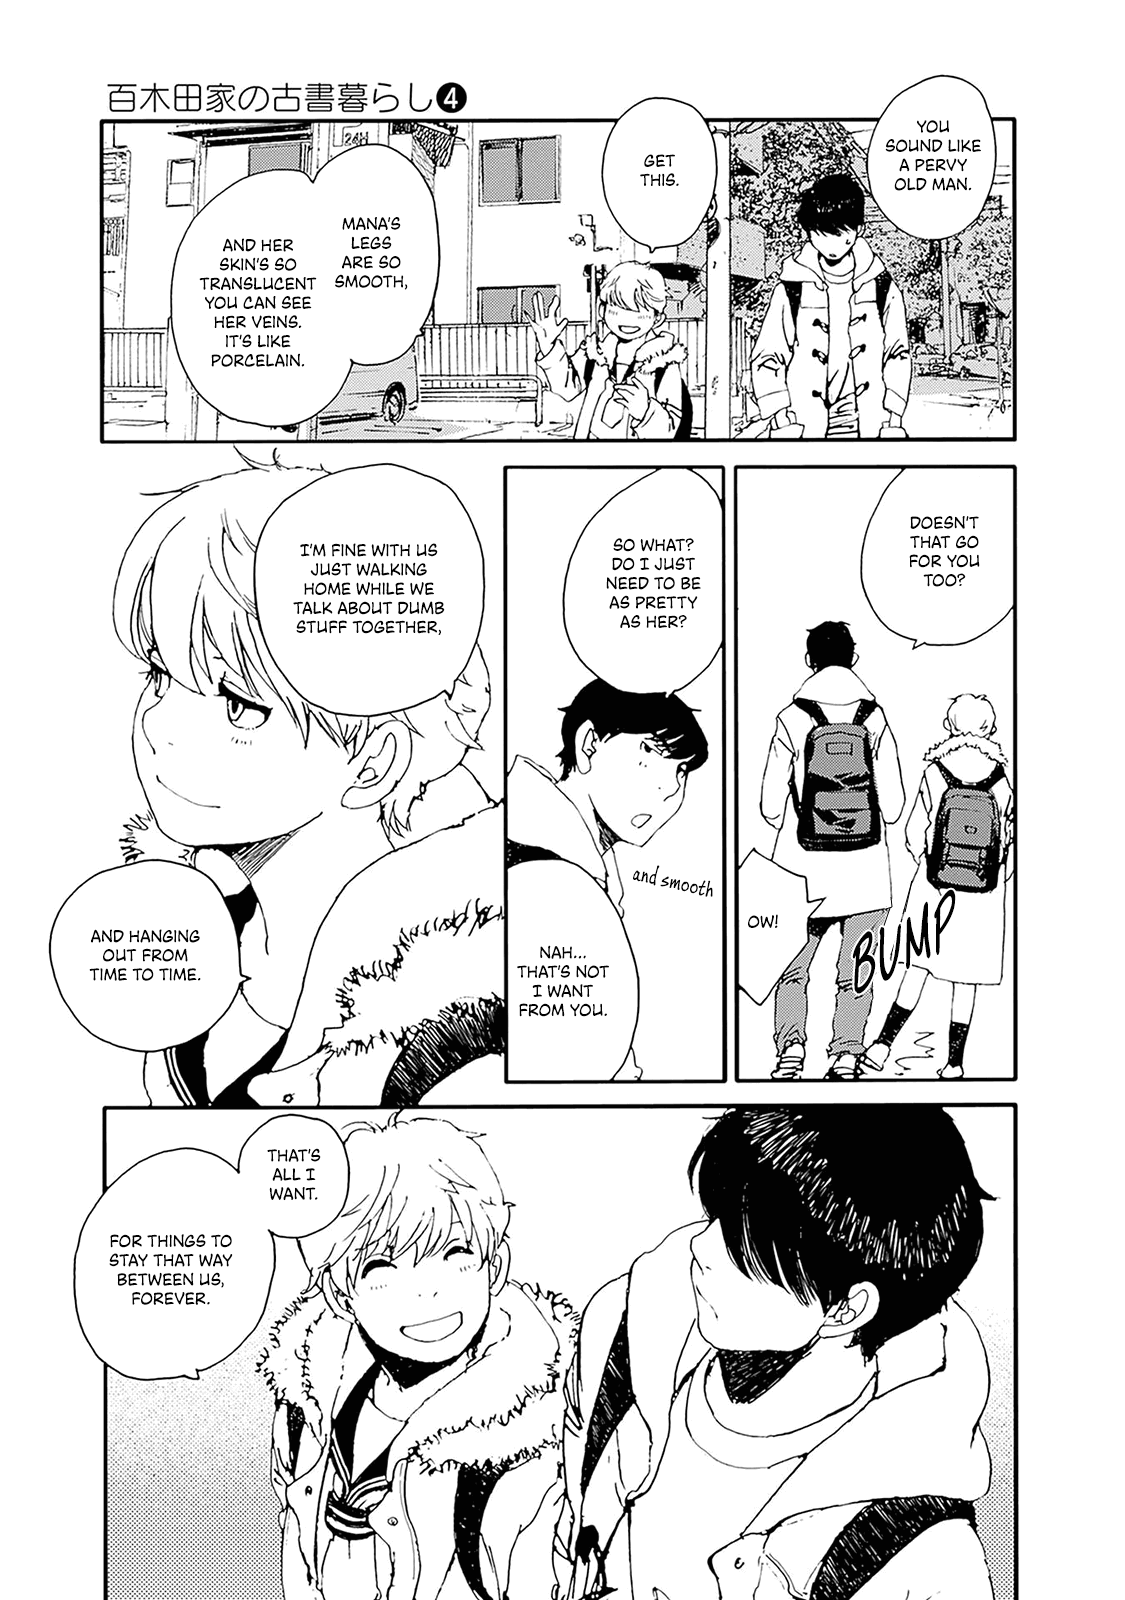 百木田家の古書暮らし❹
YOU
SOUND LIKE
A PERVY
OLD MAN.
GET
THIS.
24H
MANA'S
LEGS
ARE SO
SMOOTH,
AND HER
SKIN'S SO
TRANSLUCENT
YOU CAN SEE
HER VEINS.
IT'S LIKE
PORCELAIN.
DOESN'T
THAT GO
FOR YOU
TOO?
OW!
BUMP
SO WHAT?
DO I JUST
NEED TO BE
AS PRETTY
AS HER?
and smooth
NAH...
THAT'S NOT
I WANT
FROM YOU.
I'M FINE WITH US
JUST WALKING
HOME WHILE WE
TALK ABOUT DUMB
STUFF TOGETHER,
AND HANGING
OUT FROM
TIME TO TIME.
THAT'S
ALL I
WANT.
FOR THINGS TO
STAY THAT WAY
BETWEEN US,
FOREVER.